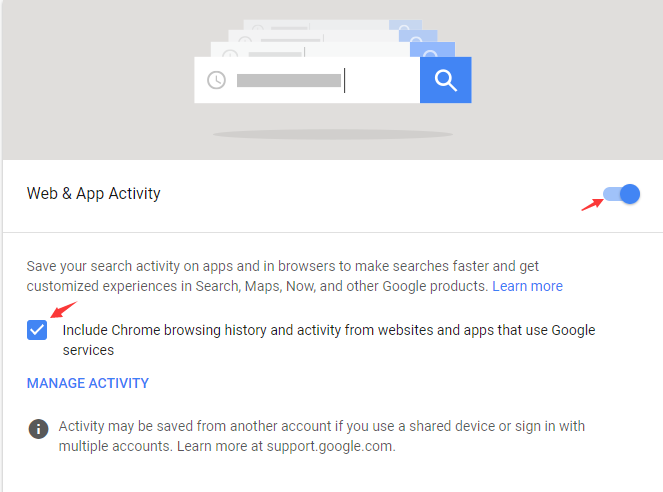 Web & App Activity
Save your search activity on apps and in browsers to make searches faster and get
customized experiences in Search, Maps, Now, and other Google products. Learn more
Include Chrome browsing history and activity from websites and apps that use Google
services
MANAGE ACTIVITY
Activity may be saved from another account if you use a shared device or sign in with
multiple accounts. Learn more at support.google.com.